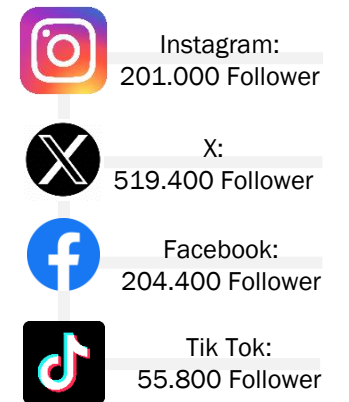 Instagram:
201.000 Follower
X:
519.400 Follower
Facebook:
204.400 Follower
Tik Tok:
55.800 Follower